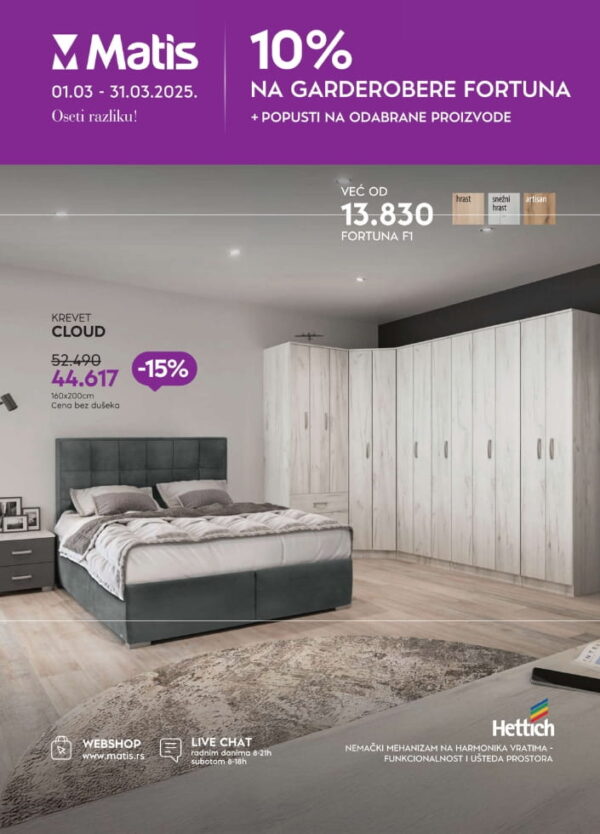 Matis
01.03 - 31.03.2025.
Oseti razliku!
10%
NA GARDEROBERE FORTUNA
+ POPUSTI NA ODABRANE PROIZVODE
VEĆ OD
13.830
FORTUNA F1
hrast
snežni
hrast
artisan
KREVET
CLOUD
52.490
44.617
-15%
160x200cm
Cena bez dušeka
Hettich
NEMAČKI MEHANIZAM NA HARMONIKA VRATIMA -
FUNKCIONALNOST I UŠTEDA PROSTORA
WEBSHOP
www.matis.rs
LIVE CHAT
radnim danima 8-21h
subotom 8-18h